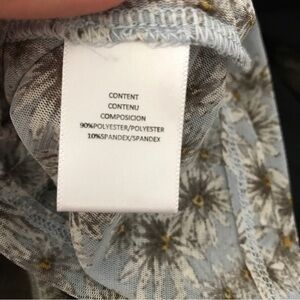 CONTENT
CONTENU
COMPOSICION
90%POLYESTER/POLYESTER
10%SPANDEX/SPANDEX